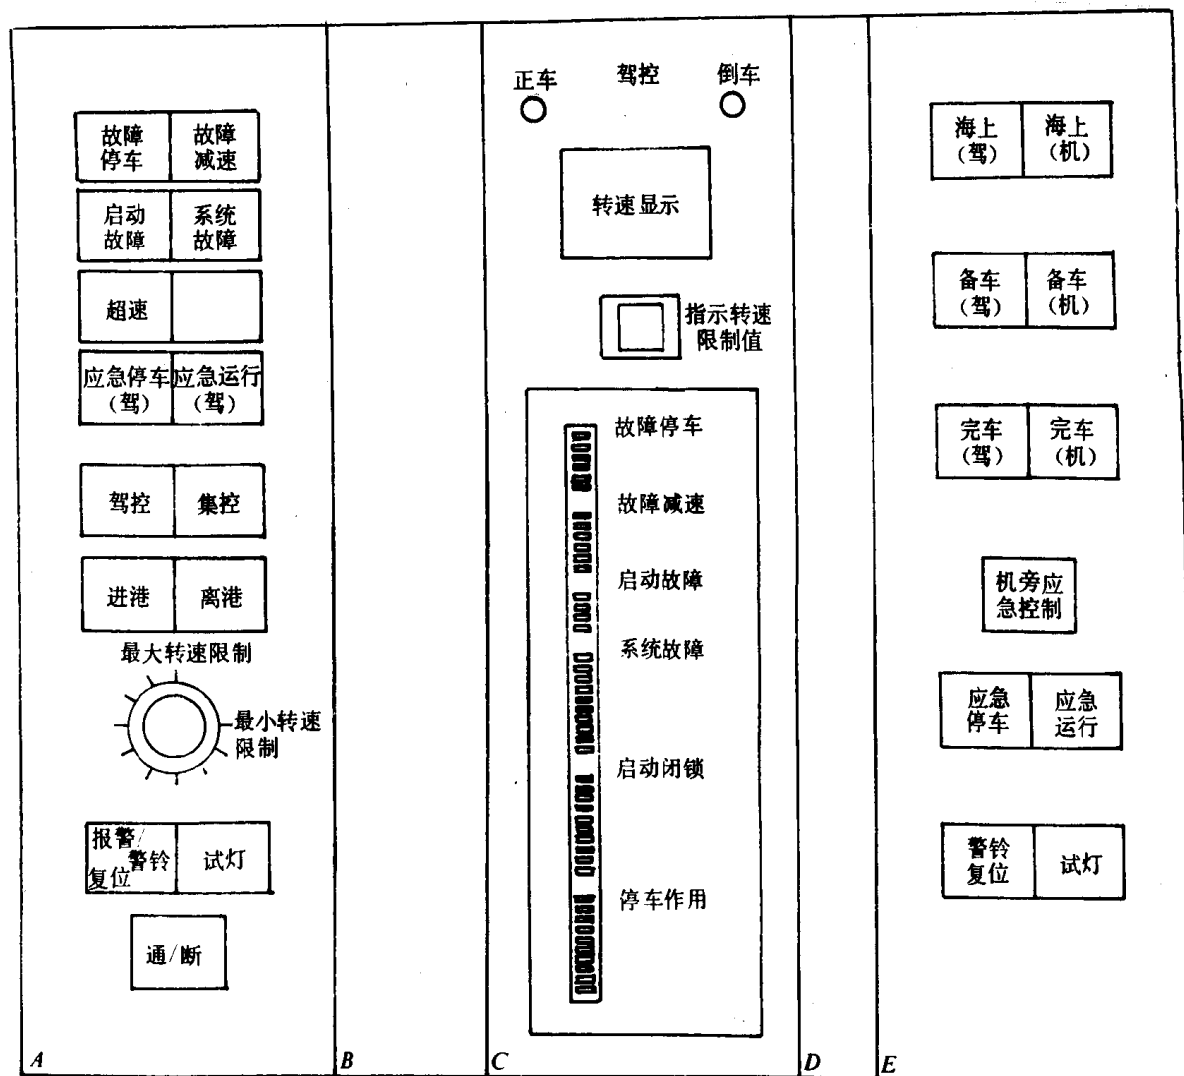 故障
停车
故障
减速
启动
故障
系统
故障
超速
应急停车
(驾)
应急运行
(驾)
驾控
集控
进港
离港
最大转速限制
最小转速
限制
报警/
警铃
复位
试灯
通/断
A
B
正车
驾控
倒车
转速显示
指示转速
限制值
故障停车
故障减速
启动故障
系统故障
启动闭锁
停车作用
C
D
海上
(驾)
海上
(机)
备车
(驾)
备车
(机)
完车
(驾)
完车
(机)
机旁应
急控制
应急
停车
应急
运行
警铃
复位
试灯
E